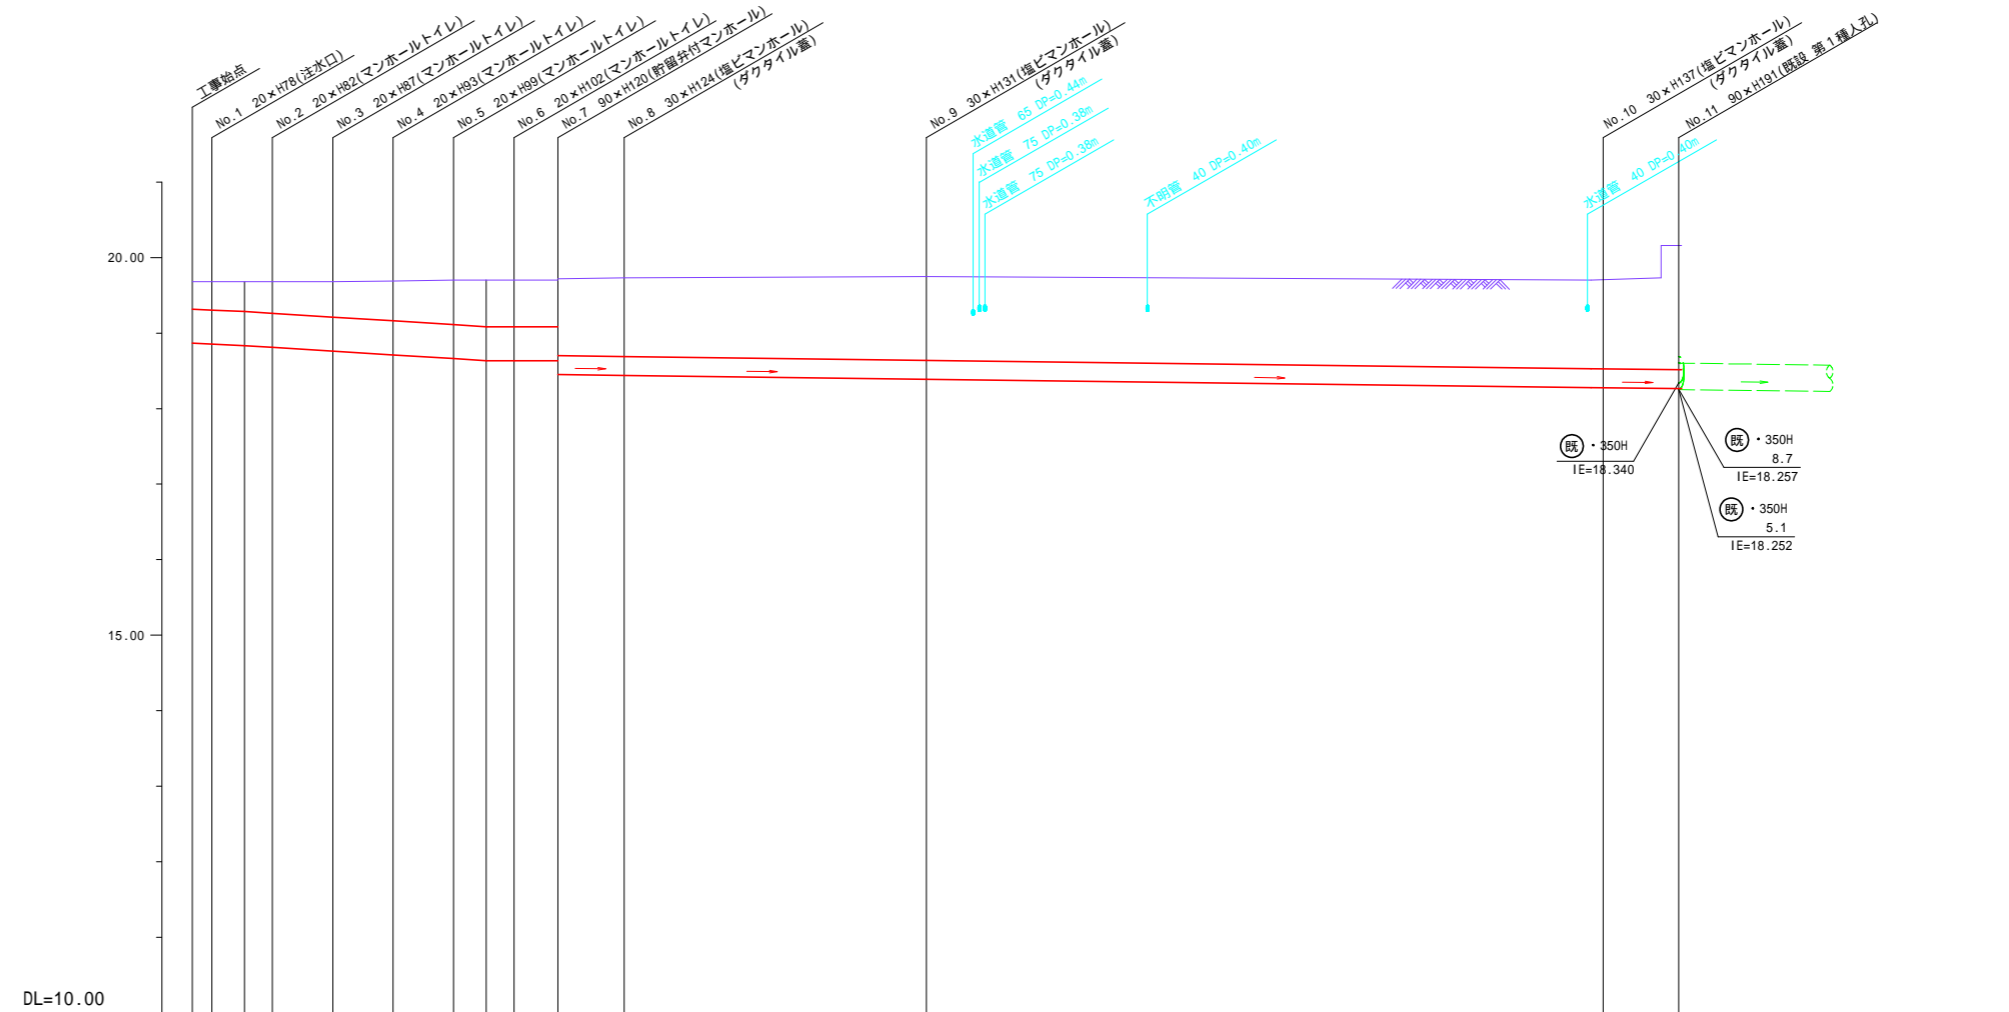 工事始点
No.1 20×H78(注水口)
No.2 20×H82(マンホールトイレ)
No.3 20×H87(マンホールトイレ)
No.4 20×H93(マンホールトイレ)
No.5 20×H99(マンホールトイレ)
No.6 20×H102(マンホールトイレ)
No.7 90×H120(貯留弁付マンホール)
No.8 30×H124(塩ビマンホール)
(ダクタイル蓋)
No.9 30×H131(塩ビマンホール)
(ダクタイル蓋)
水道管 65 DP=0.44m
水道管 75 DP=0.38m
水道管 75 DP=0.38m
不明管 40 DP=0.40m
水道管 40 DP=0.40m
No.10 30×H137(塩ビマンホール)
(ダクタイル蓋)
No.11 90×H191(既設 第1種人孔)
20.00
15.00
DL=10.00
既・350H
IE=18.340
既・350H
8.7
IE=18.257
既・350H
5.1
IE=18.252